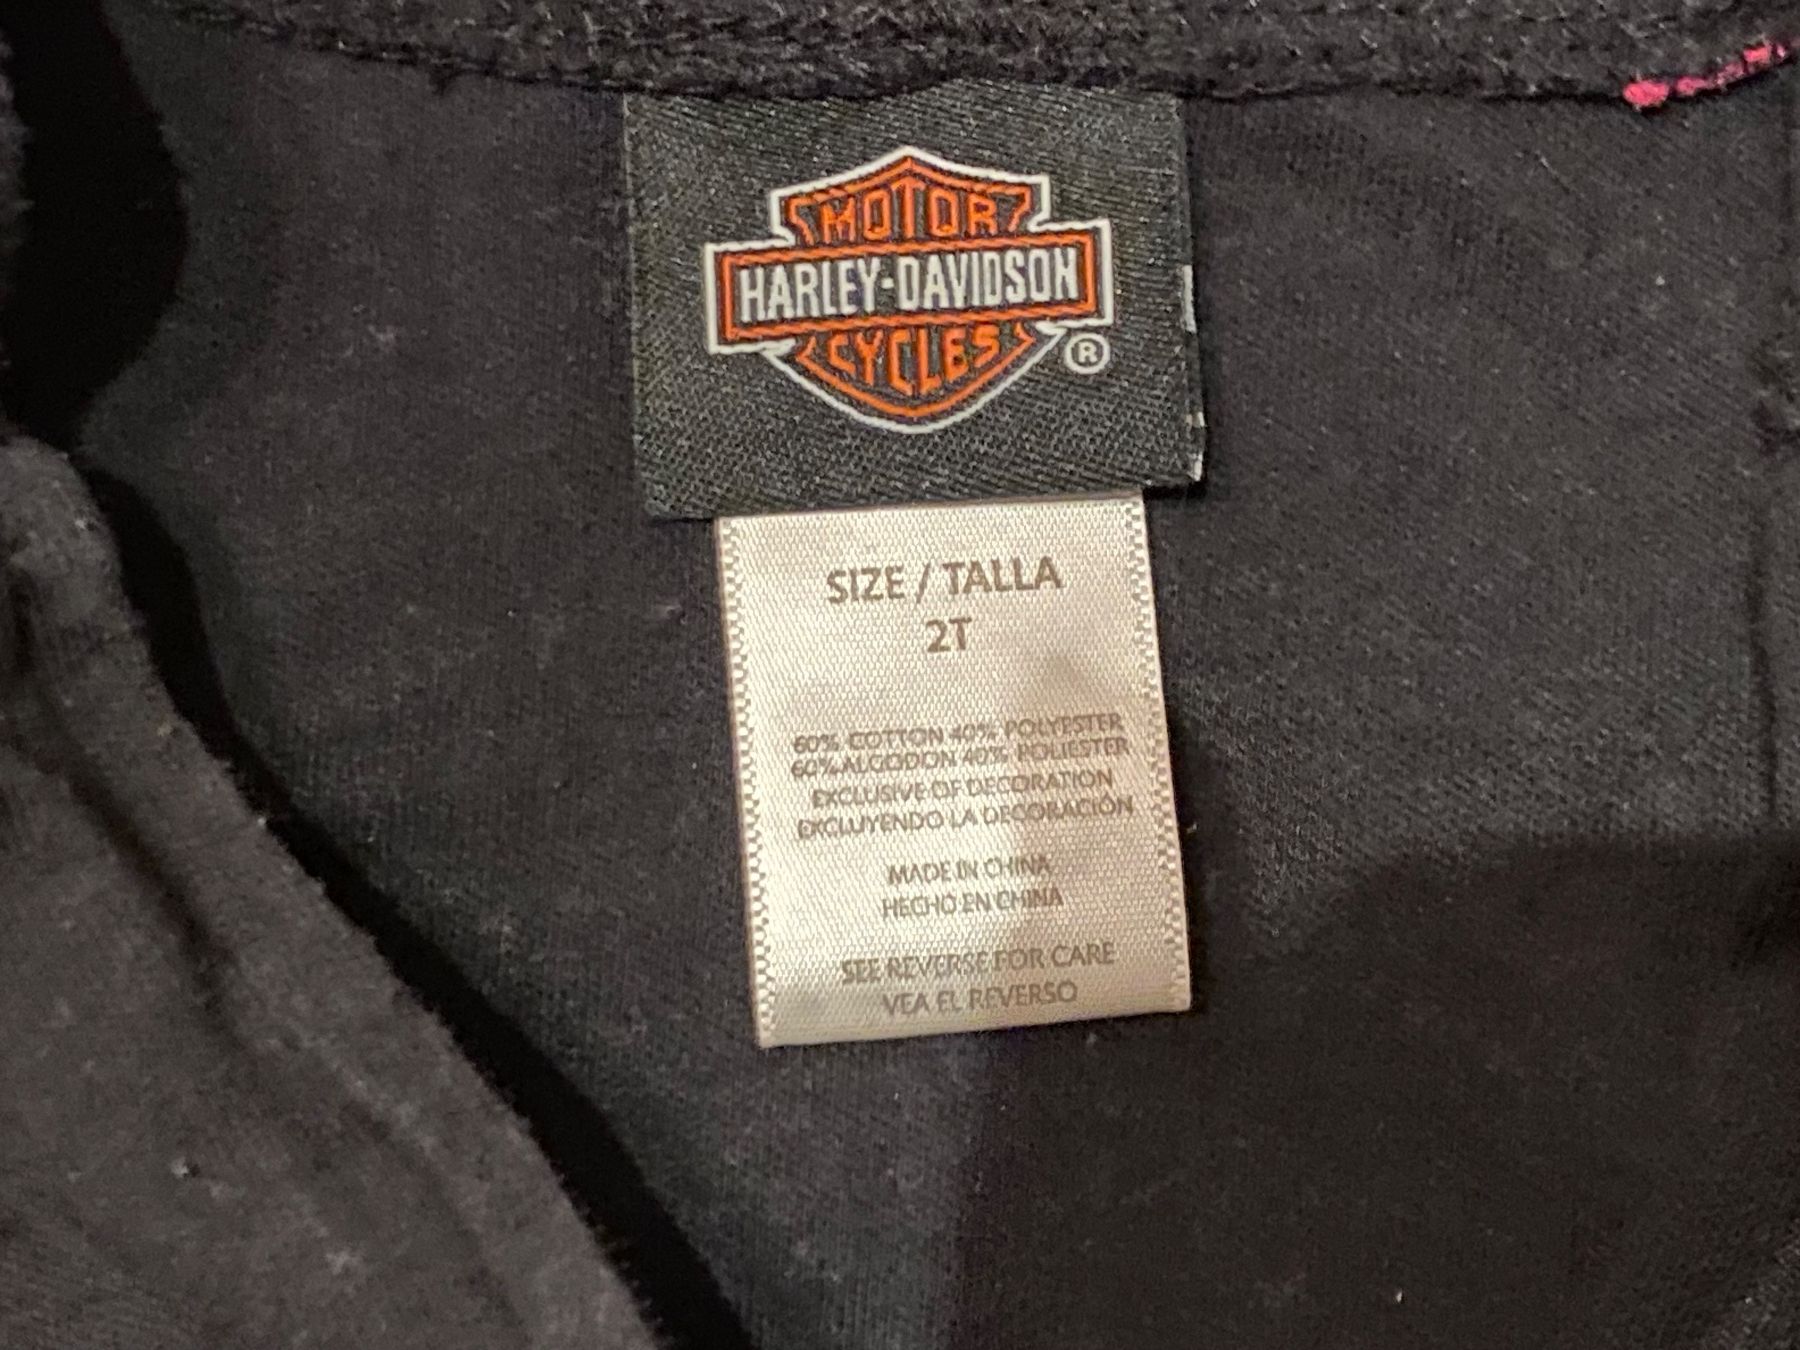 MOTOR
HARLEY-DAVIDSON
CYCLES
®
SIZE / TALLA
2T
60% COTTON 40% POLYESTER
60% ALGODON 40% POLIESTER
EXCLUSIVE OF DECORATION
EXCLUYENDO LA DECORACIÓN
MADE IN CHINA
HECHO EN CHINA
SEE REVERSE FOR CARE
VEA EL REVERSO